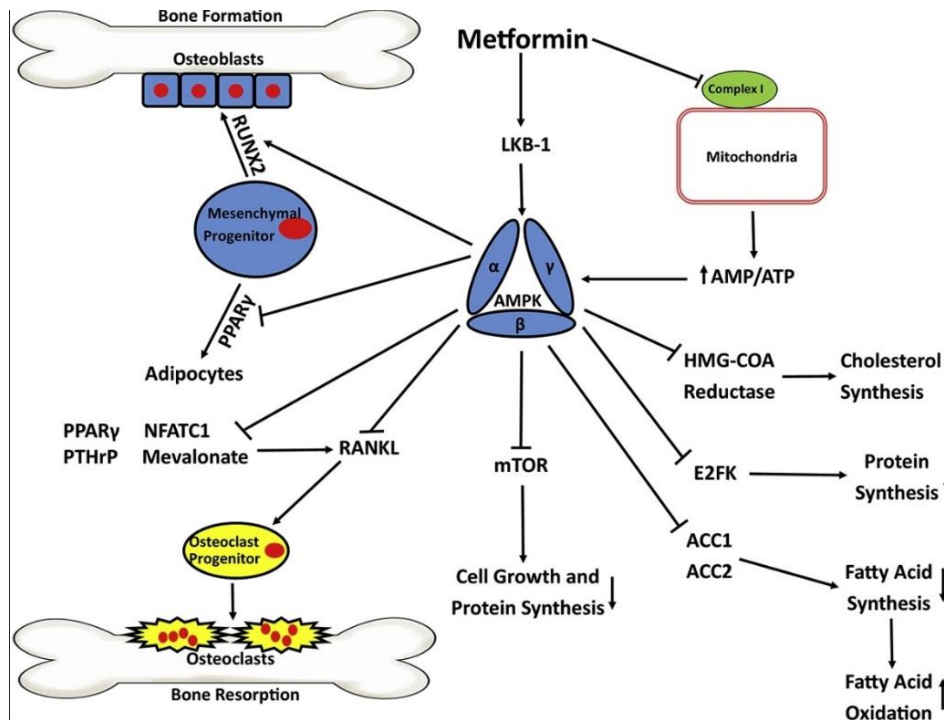 Bone Formation
Osteoblasts
RUNX2
Mesenchymal
Progenitor
PPARγ
Adipocytes
Metformin
Complex I
Mitochondria
LKB-1
↑AMP/ATP
α
γ
AMPK
β
HMG-COA
Reductase
Cholesterol
Synthesis
PPARγ NFATC1
PTHrP Mevalonate
RANKL
mTOR
E2FK
Protein
Synthesis
ACC1
ACC2
Osteoclast
Progenitor
Cell Growth and
Protein Synthesis ↓
Fatty Acid
Synthesis ↓
Osteoclasts
Bone Resorption
Fatty Acid
Oxidation ↑